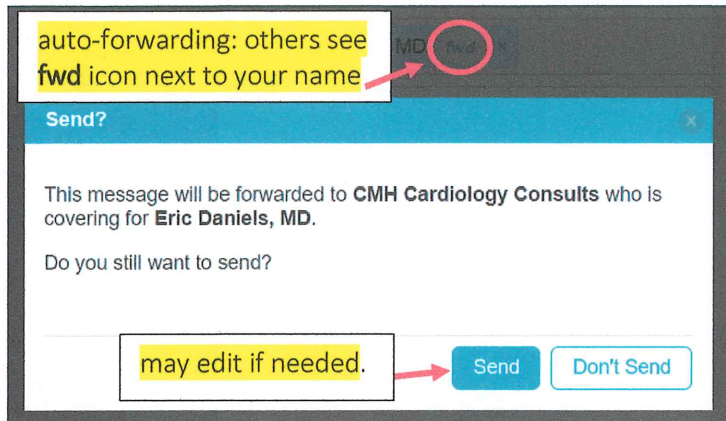 auto-forwarding: others see
fwd icon next to your name
MD fwd ×
Send?
×
This message will be forwarded to CMH Cardiology Consults who is
covering for Eric Daniels, MD.
Do you still want to send?
may edit if needed.
Send
Don't Send